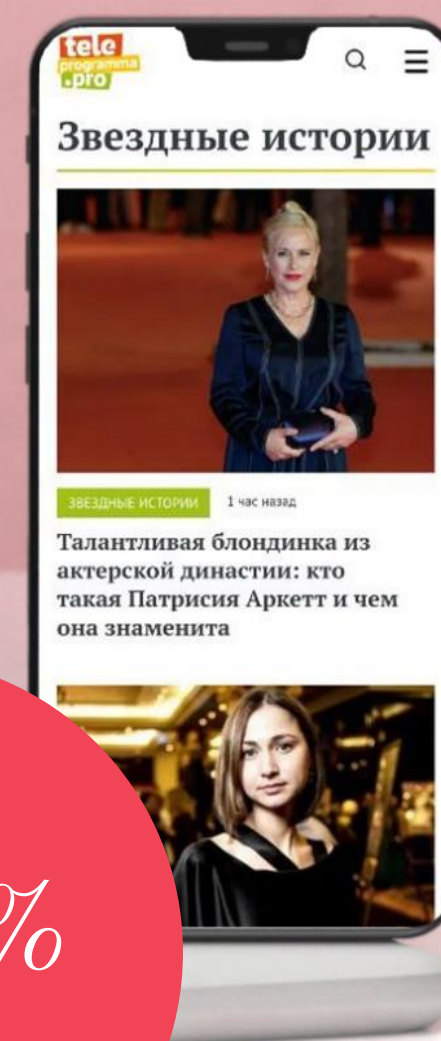 tele
programma
.pro
Звездные истории
ЗВЕЗДНЫЕ ИСТОРИИ 1 час назад
Талантливая блондинка из
актерской династии: кто
такая Патрисия Аркетт и чем
она знаменита
%